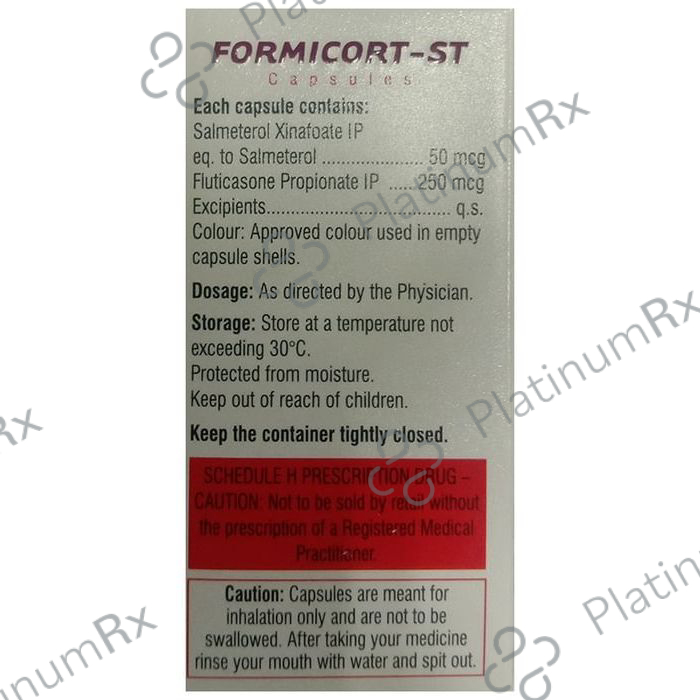 FORMICORT-ST
Capsules
Each capsule contains:
Salmeterol Xinafoate IP
eq. to Salmeterol ..................... 50 mcg
Fluticasone Propionate IP ..... 250 mcg
Excipients..................................... q.s.
Colour: Approved colour used in empty
capsule shells.
Dosage: As directed by the Physician.
Storage: Store at a temperature not
exceeding 30°C.
Protected from moisture.
Keep out of reach of children.
Keep the container tightly closed.
SCHEDULE H PRESCRIPTION DRUG –
CAUTION: Not to be sold by retail without
the prescription of a Registered Medical
Practitioner.
Caution: Capsules are meant for
inhalation only and are not to be
swallowed. After taking your medicine
rinse your mouth with water and spit out.
PlatinumRx
PlatinumRx
PlatinumRx
Rx
PlatinumRx
PlatinumRx
inumRx
Platinu